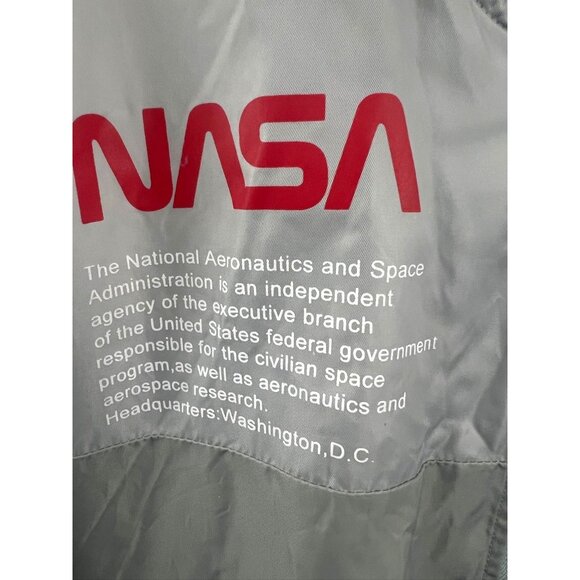 NASA
The National Aeronautics and Space
Administration is an independent
agency of the executive branch
of the United States federal government
responsible for the civilian space
program,as well as aeronautics and
aerospace research.
Headquarters:Washington,D.C.